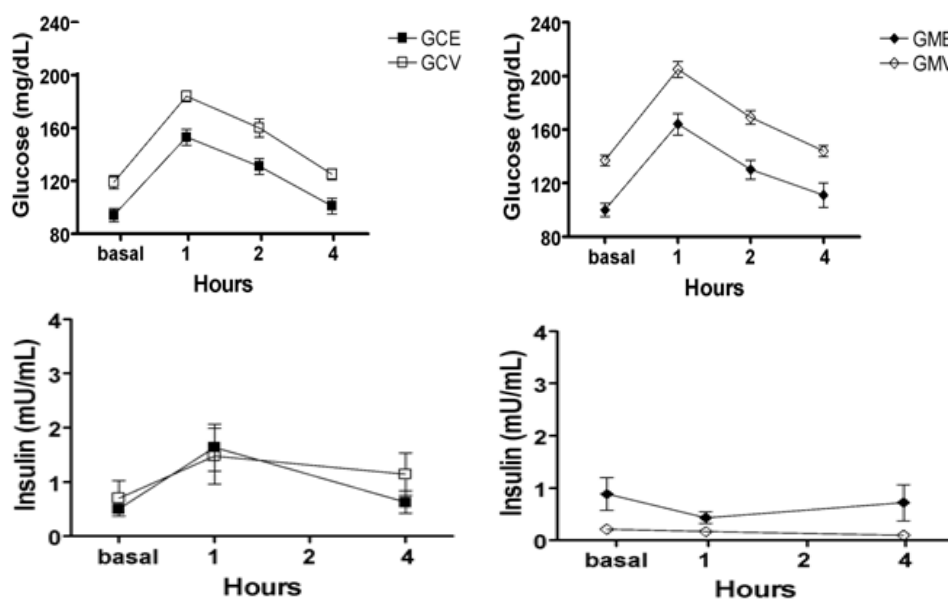 Glucose (mg/dL)
240
200
160
120
80
basal
1
2
4
Hours
GCE
GCV
Glucose (mg/dL)
240
200
160
120
80
basal
1
2
4
Hours
GME
GMV
Insulin (mU/mL)
4
3
2
1
0
basal
1
2
4
Hours
Insulin (mU/mL)
4
3
2
1
0
basal
1
2
4
Hours